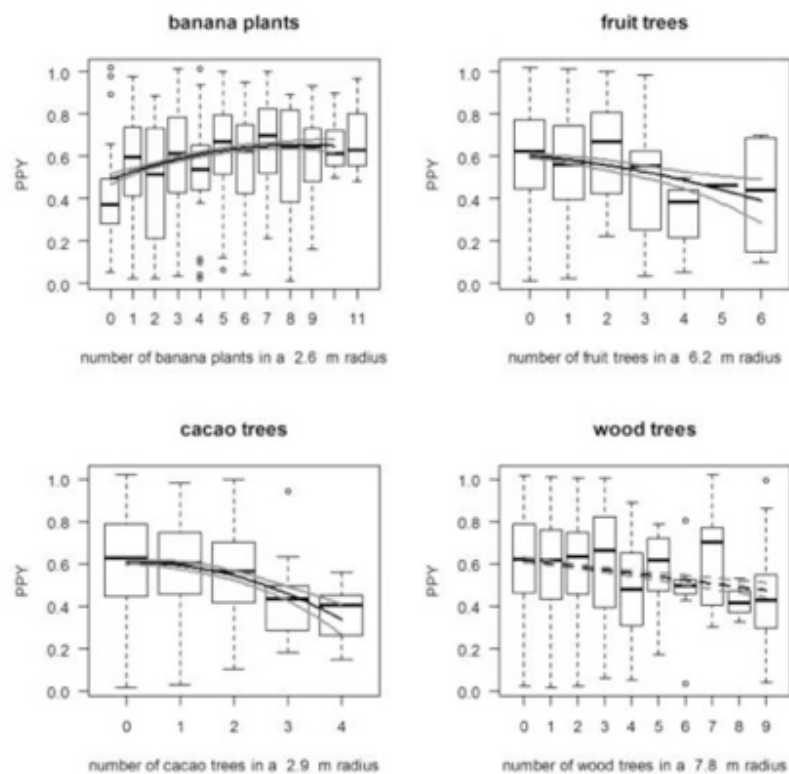 banana plants
PPY
1.0
0.8
0.6
0.4
0.2
0.0
0 1 2 3 4 5 6 7 8 9 11
number of banana plants in a 2.6 m radius
fruit trees
PPY
1.0
0.8
0.6
0.4
0.2
0.0
0 1 2 3 4 5 6
number of fruit trees in a 6.2 m radius
cacao trees
PPY
1.0
0.8
0.6
0.4
0.2
0.0
0 1 2 3 4
number of cacao trees in a 2.9 m radius
wood trees
PPY
1.0
0.8
0.6
0.4
0.2
0.0
0 1 2 3 4 5 6 7 8 9
number of wood trees in a 7.8 m radius